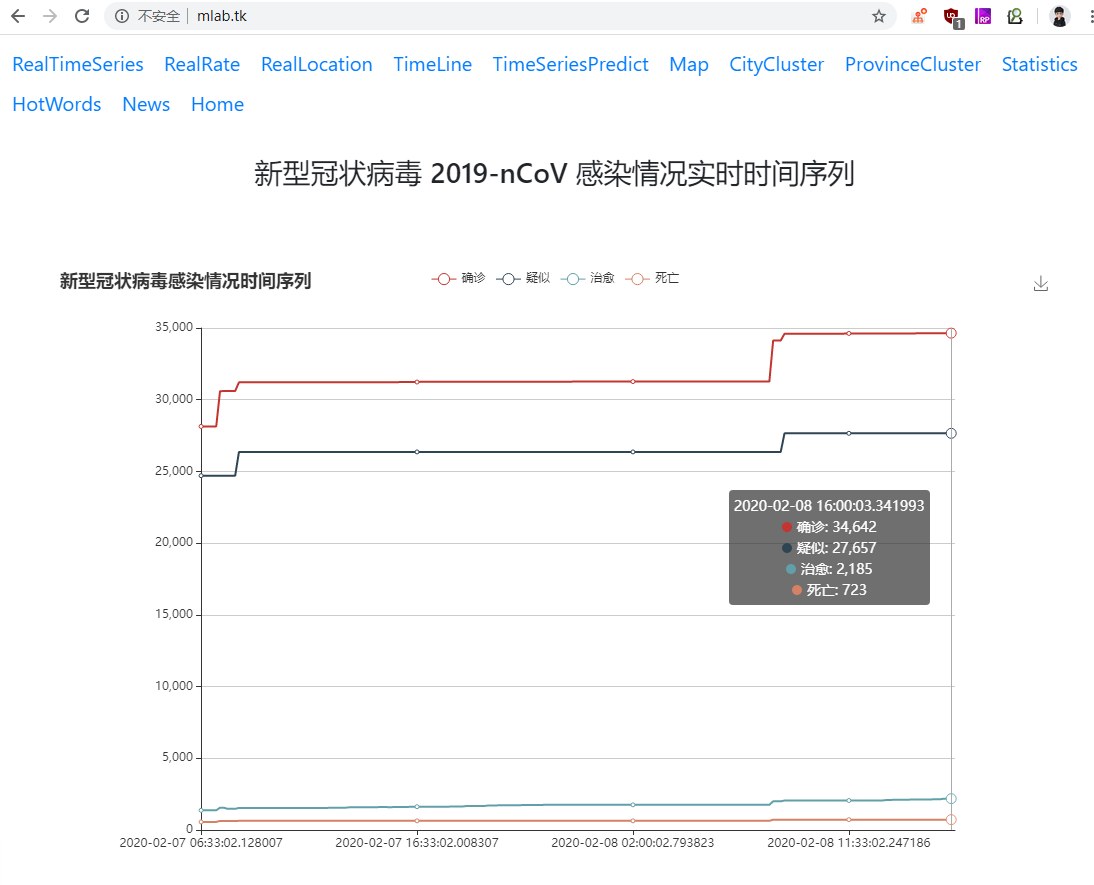 不安全 mlab.tk
1
RealTimeSeries RealRate RealLocation TimeLine TimeSeriesPredict Map CityCluster ProvinceCluster Statistics
HotWords News Home
新型冠状病毒 2019-nCoV 感染情况实时时间序列
新型冠状病毒感染情况时间序列
确诊 疑似 治愈 死亡
35,000
30,000
25,000
20,000
15,000
10,000
5,000
0
2020-02-08 16:00:03.341993
确诊: 34,642
疑似: 27,657
治愈: 2,185
死亡: 723
2020-02-07 06:33:02.128007 2020-02-07 16:33:02.008307 2020-02-08 02:00:02.793823 2020-02-08 11:33:02.247186